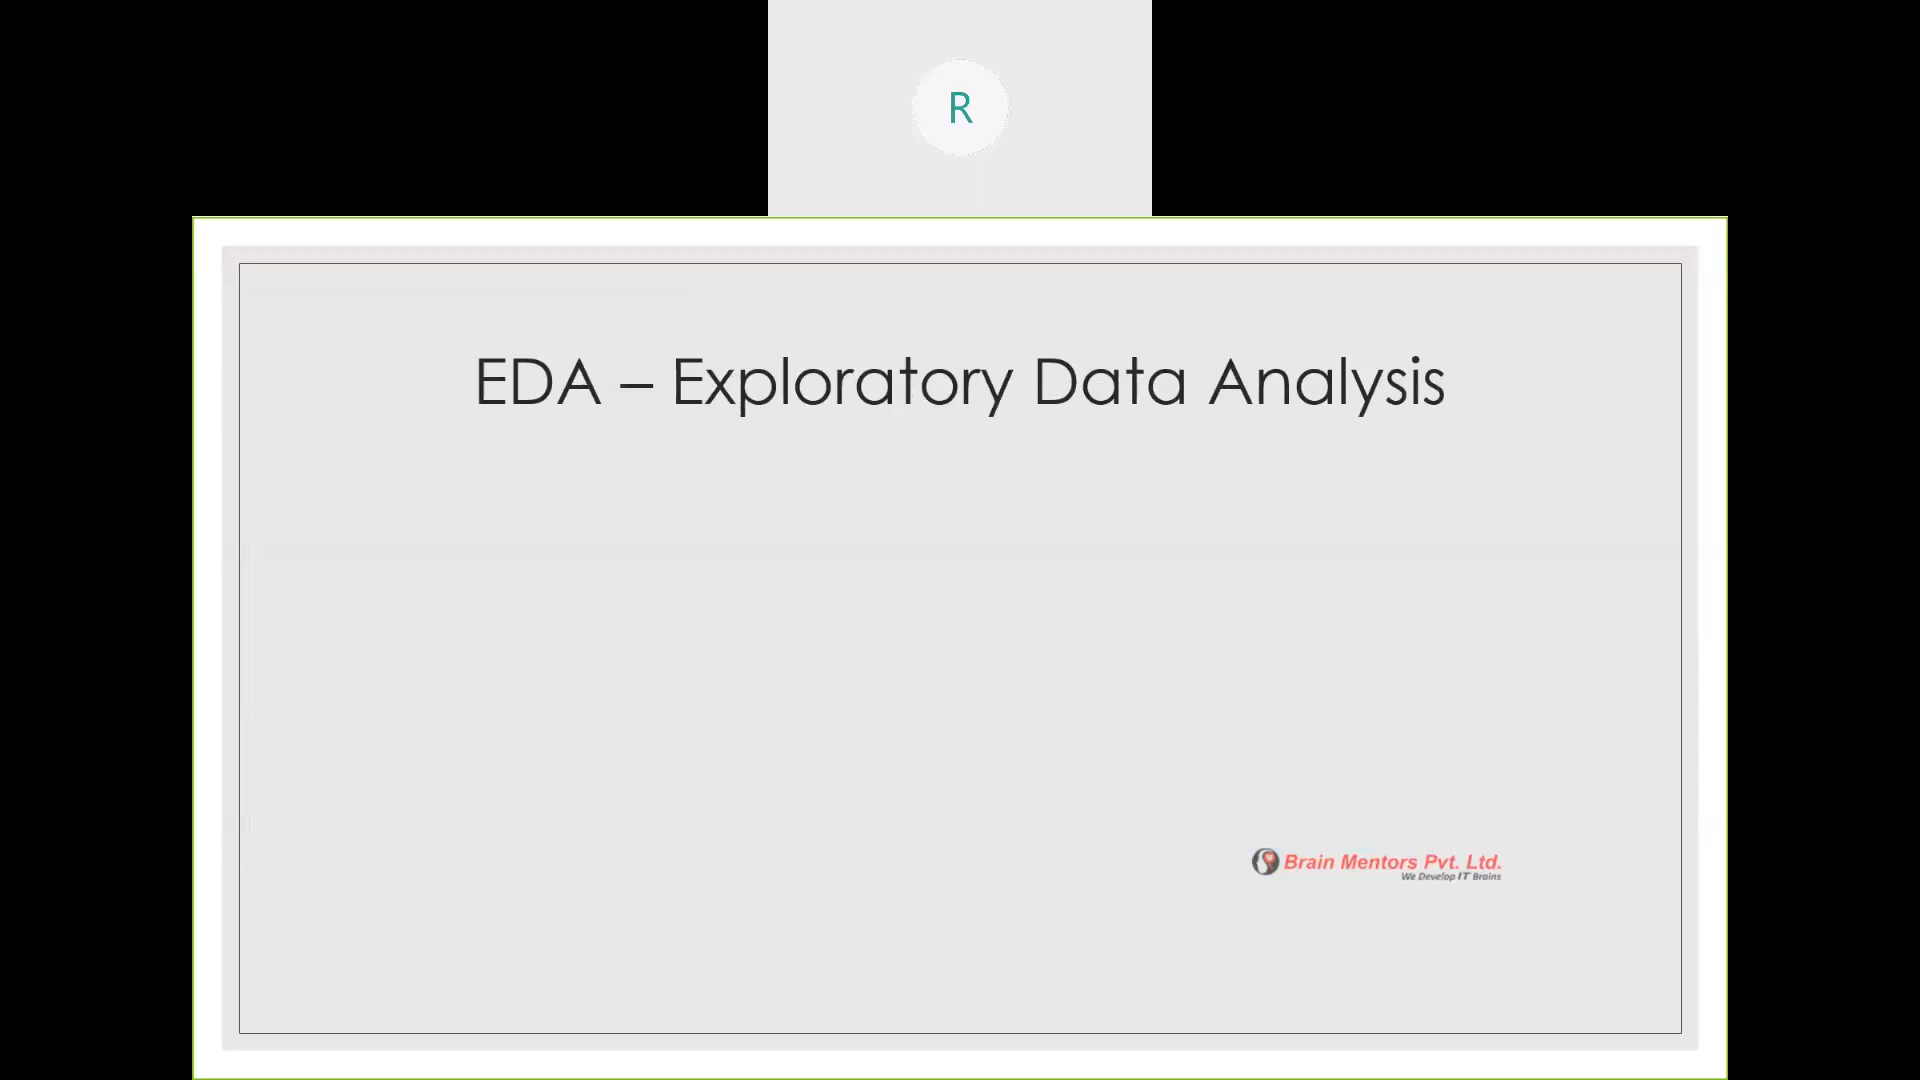 R
EDA – Exploratory Data Analysis
Brain Mentors Pvt. Ltd.
We Develop IT Brains